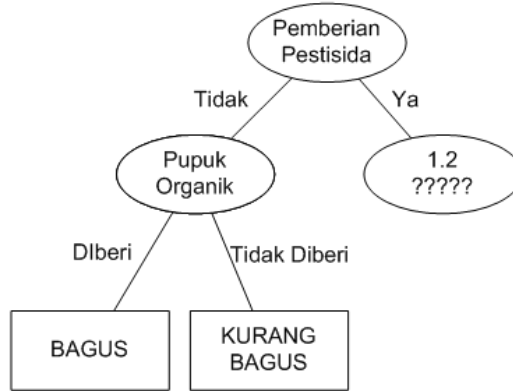 Pemberian
Pestisida
Tidak
Ya
Pupuk
Organik
1.2
?????
DIberi
Tidak Diberi
BAGUS
KURANG
BAGUS